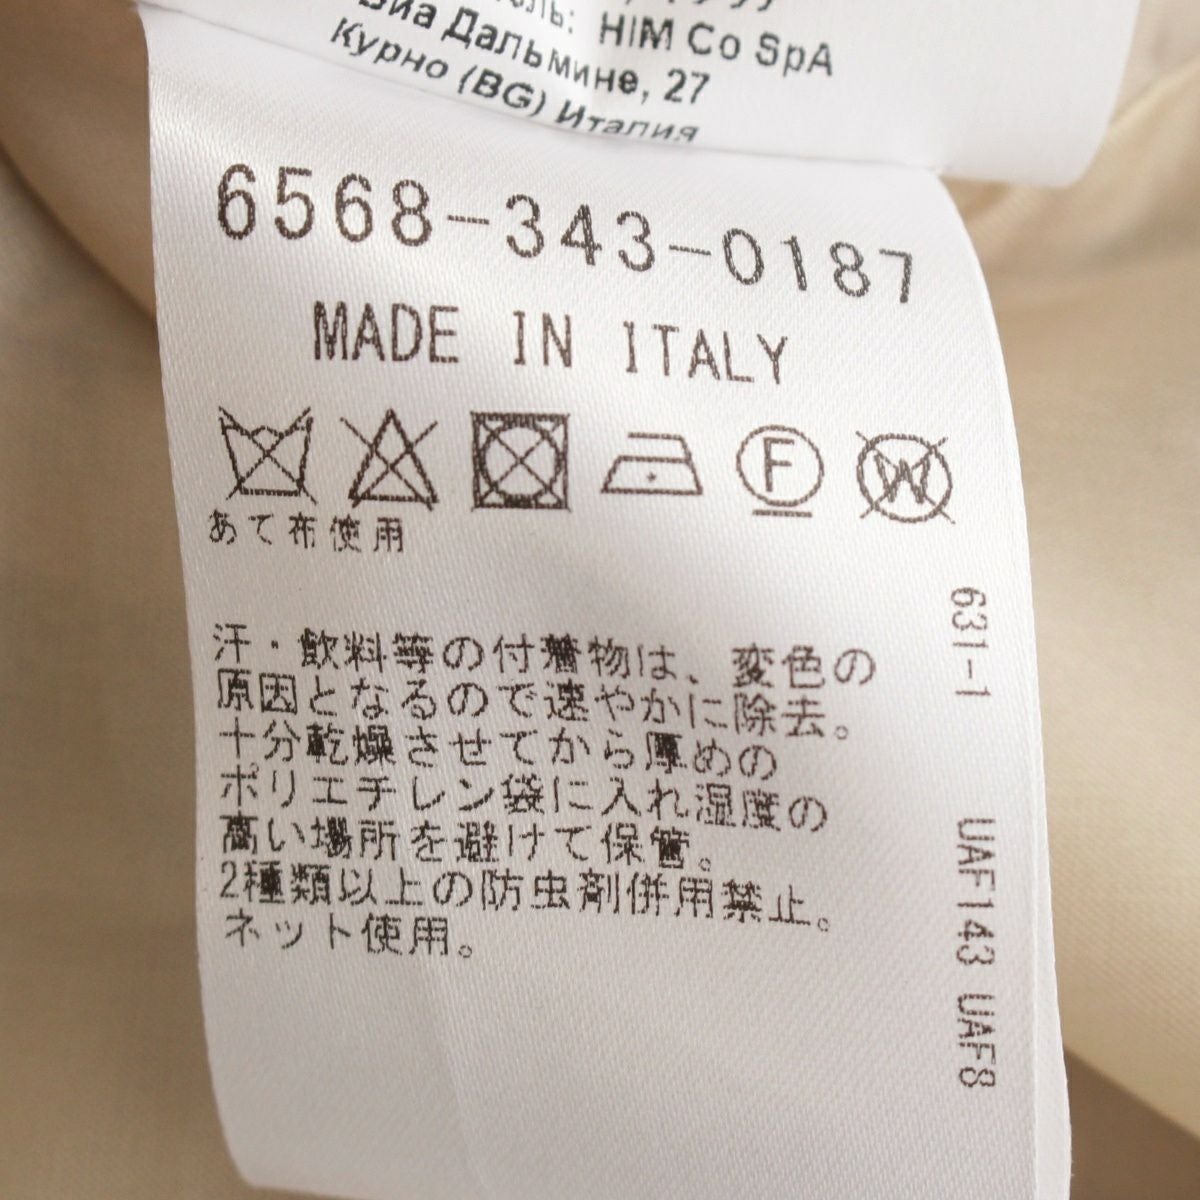 HIM Co SpA
Виа Дальмине, 27
Курно (BG) Италия
6568-343-0187
MADE IN ITALY
F W
あて布使用
汗・飲料等の付着物は、変色の
原因となるので速やかに除去。
十分乾燥させてから厚めの
ポリエチレン袋に入れ湿度の
高い場所を避けて保管。
2種類以上の防虫剤併用禁止。
ネット使用。
631-1 UAF143 UAF8